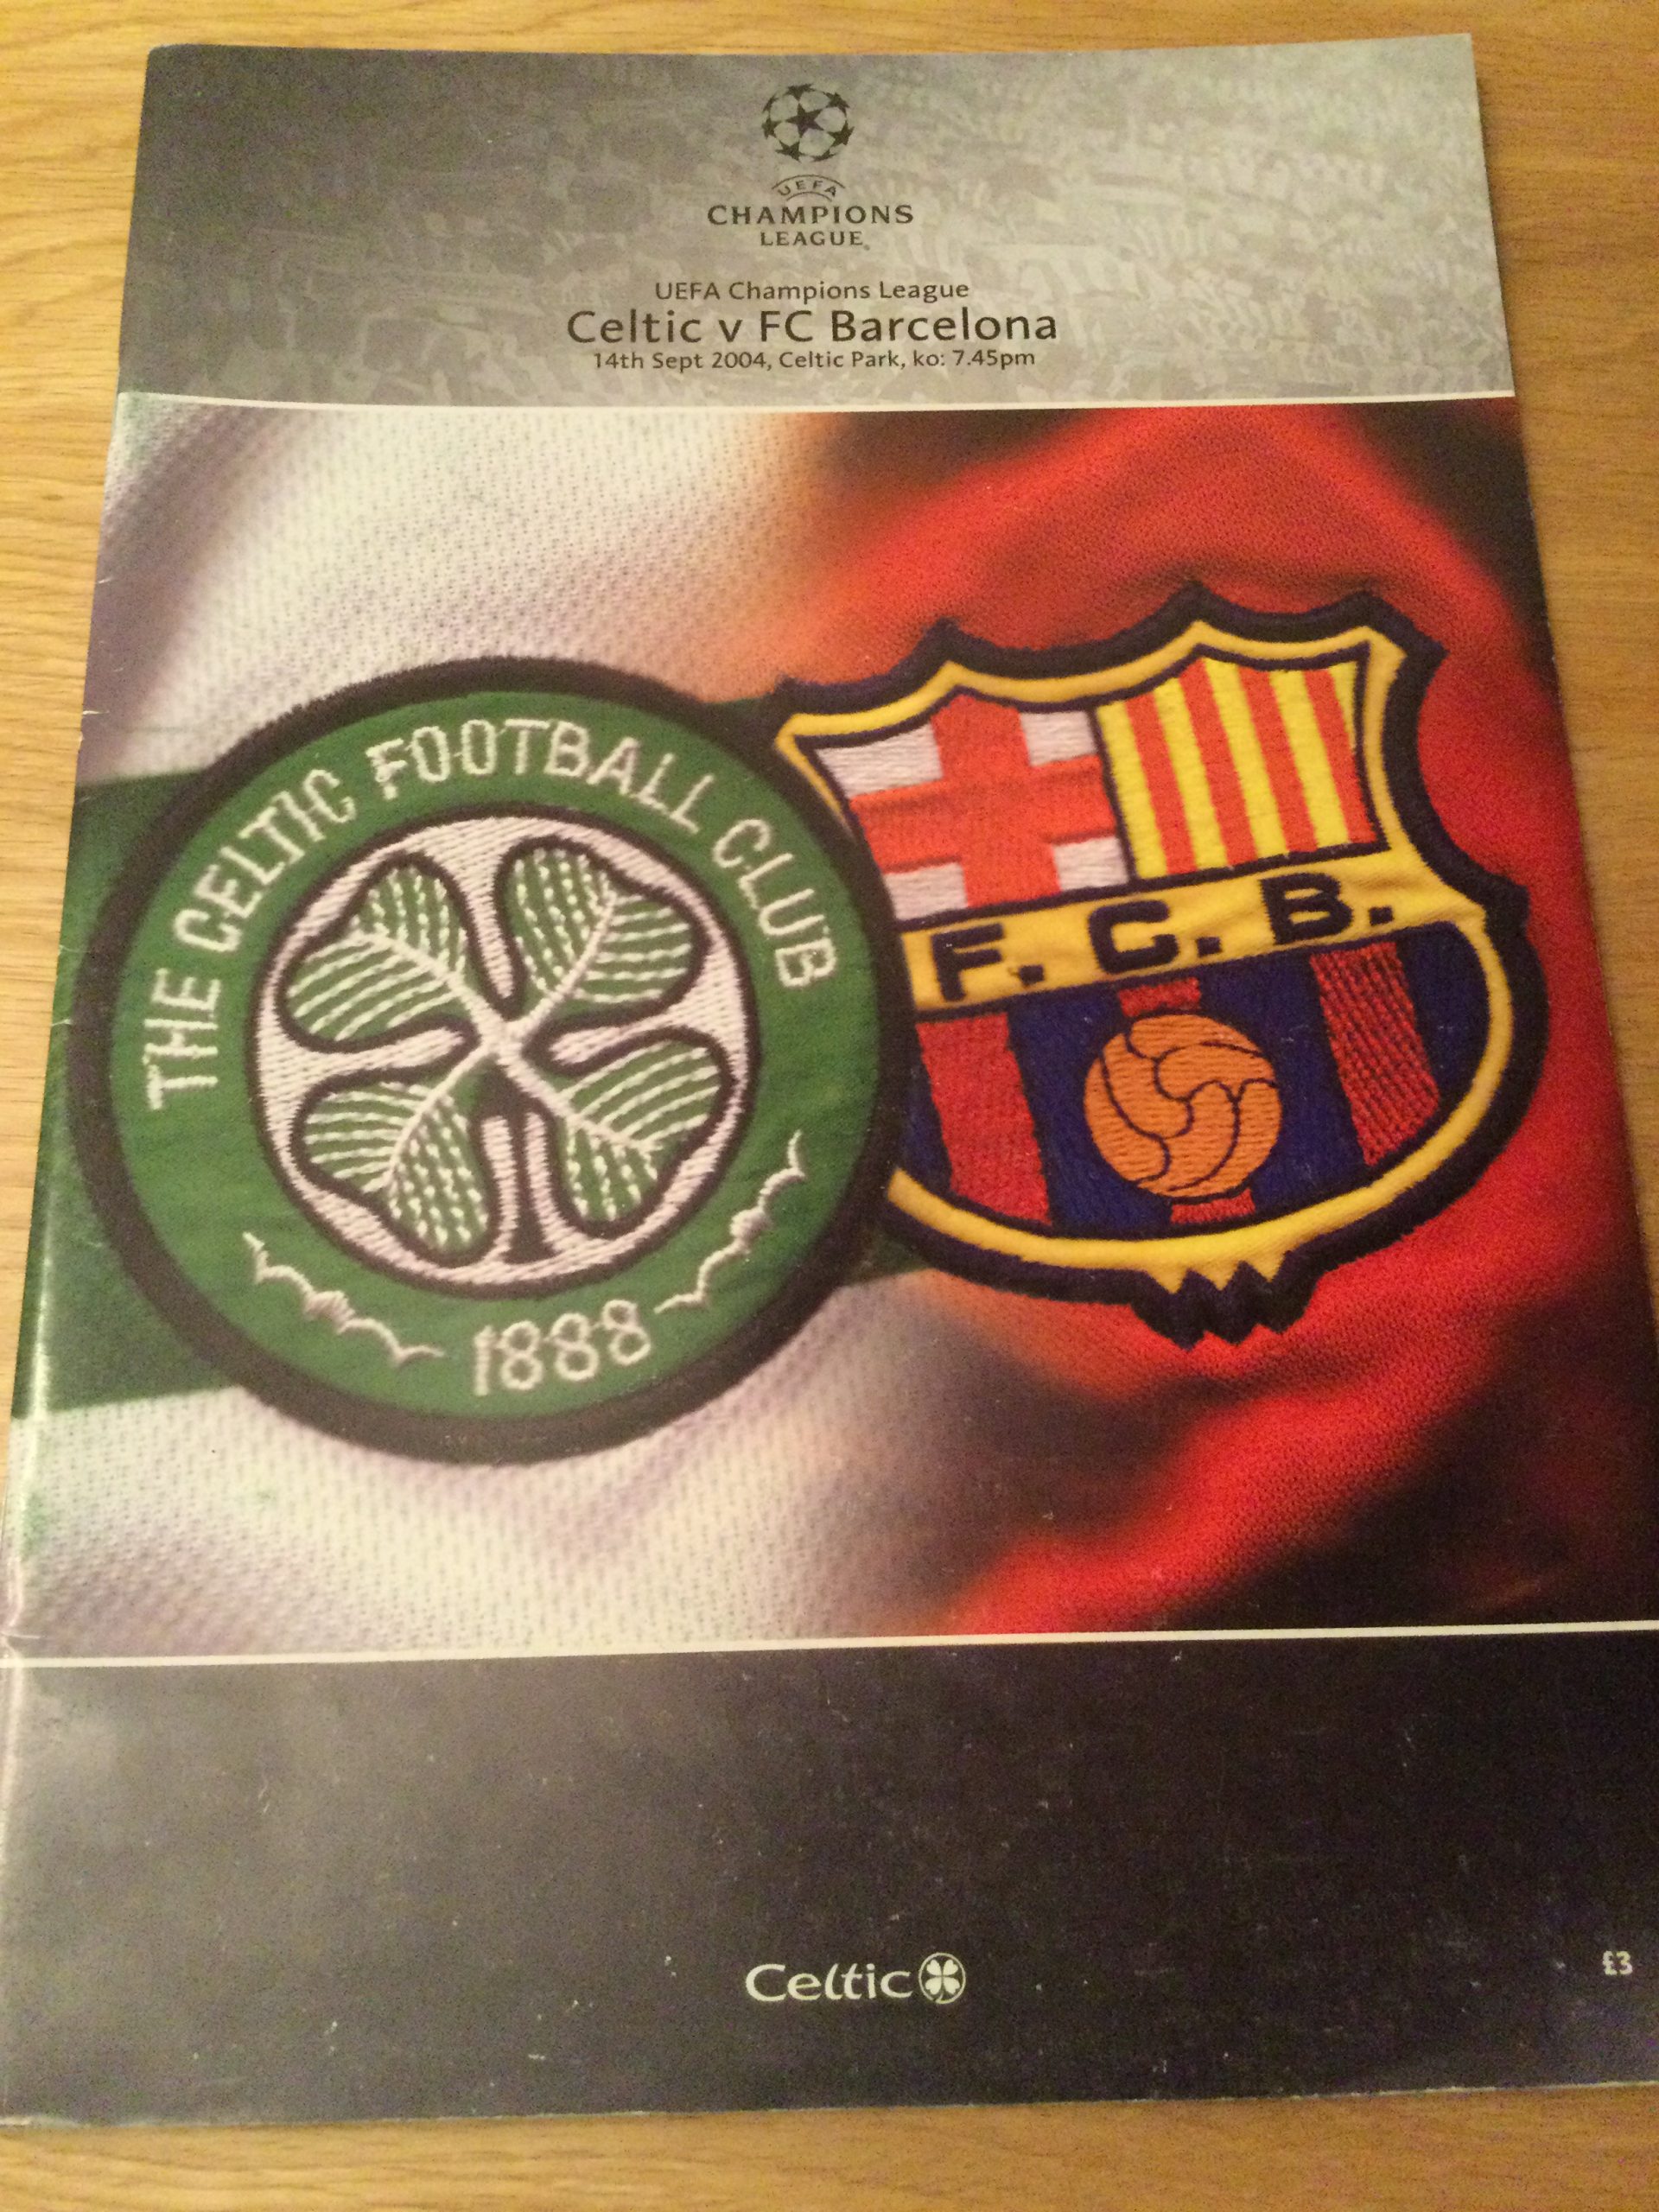 UEFA
CHAMPIONS
LEAGUE
UEFA Champions League
Celtic v FC Barcelona
14th Sept 2004, Celtic Park, ko: 7.45pm
THE CELTIC FOOTBALL CLUB
1888
F. C. B.
Celtic
£3